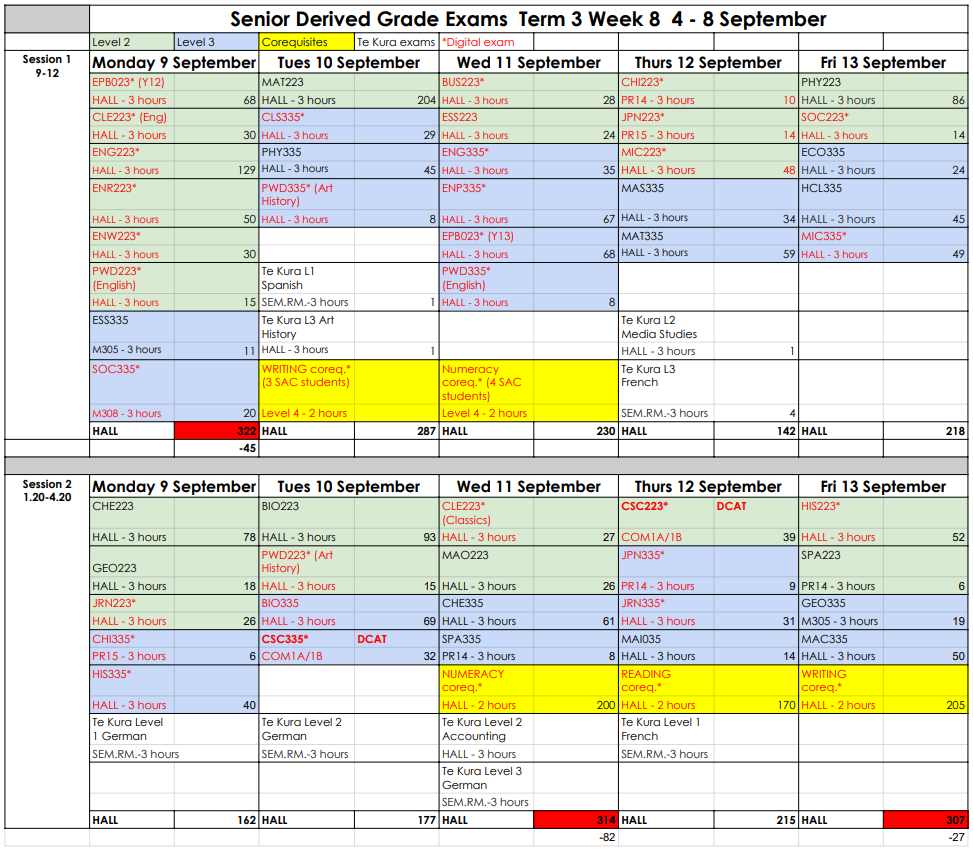 Senior Derived Grade Exams Term 3 Week 8 4 - 8 September
Level 2 Level 3 Corequisites Te Kura exams *Digital exam
Session 1 Monday 9 September Tues 10 September Wed 11 September Thurs 12 September Fri 13 September
9-12
EPB023* (Y12) MAT223 BUS223* CHI223* PHY223
HALL - 3 hours 68 HALL - 3 hours 204 HALL - 3 hours 28 PR14 - 3 hours 10 HALL - 3 hours 86
CLE223* (Eng) CLS335* ESS223 JPN223* SOC223*
HALL - 3 hours 30 HALL - 3 hours 29 HALL - 3 hours 24 PR15 - 3 hours 14 HALL - 3 hours 14
ENG223* PHY335 ENG335* MIC223* ECO335
HALL - 3 hours 129 HALL - 3 hours 45 HALL - 3 hours 35 HALL - 3 hours 48 HALL - 3 hours 24
ENR223* PWD335* (Art ENP335* MAS335 HCL335
History)
HALL - 3 hours 50 HALL - 3 hours 8 HALL - 3 hours 67 HALL - 3 hours 34 HALL - 3 hours 45
ENW223* EPB023* (Y13) MAT335 MIC335*
HALL - 3 hours 30 HALL - 3 hours 68 HALL - 3 hours 59 HALL - 3 hours 49
PWD223* Te Kura L1 PWD335*
(English) Spanish (English)
HALL - 3 hours 15 SEM.RM.-3 hours 1 HALL - 3 hours 8
ESS335 Te Kura L3 Art Te Kura L2
History Media Studies
M305 - 3 hours 11 HALL - 3 hours 1 HALL - 3 hours 1
SOC335* WRITING coreq.* Numeracy Te Kura L3
(3 SAC students) coreq.* (4 SAC French
students)
M308 - 3 hours 20 Level 4 - 2 hours Level 4 - 2 hours SEM.RM.-3 hours 4
HALL 322 HALL 287 HALL 230 HALL 142 HALL 218
-45
Session 2 Monday 9 September Tues 10 September Wed 11 September Thurs 12 September Fri 13 September
1.20-4.20
CHE223 BIO223 CLE223* CSC223* DCAT HIS223*
(Classics)
HALL - 3 hours 78 HALL - 3 hours 93 HALL - 3 hours 27 COM1A/1B 39 HALL - 3 hours 52
GEO223 PWD223* (Art MAO223 JPN335* SPA223
History)
HALL - 3 hours 18 HALL - 3 hours 15 HALL - 3 hours 26 PR14 - 3 hours 9 PR14 - 3 hours 6
JRN223* BIO335 CHE335 JRN335* GEO335
HALL - 3 hours 26 HALL - 3 hours 69 HALL - 3 hours 61 HALL - 3 hours 31 M305 - 3 hours 19
CHI335* CSC335* DCAT SPA335 MAI035 MAC335
PR15 - 3 hours 6 COM1A/1B 32 PR14 - 3 hours 8 HALL - 3 hours 14 HALL - 3 hours 50
HIS335* NUMERACY READING WRITING
coreq.* coreq.* coreq.*
HALL - 3 hours 40 HALL - 2 hours 200 HALL - 2 hours 170 HALL - 2 hours 205
Te Kura Level Te Kura Level 2 Te Kura Level 2 Te Kura Level 1
1 German German Accounting French
SEM.RM.-3 hours SEM.RM.-3 hours HALL - 3 hours SEM.RM.-3 hours
Te Kura Level 3
German
SEM.RM.-3 hours
HALL 162 HALL 177 HALL 314 HALL 215 HALL 307
-82 -27